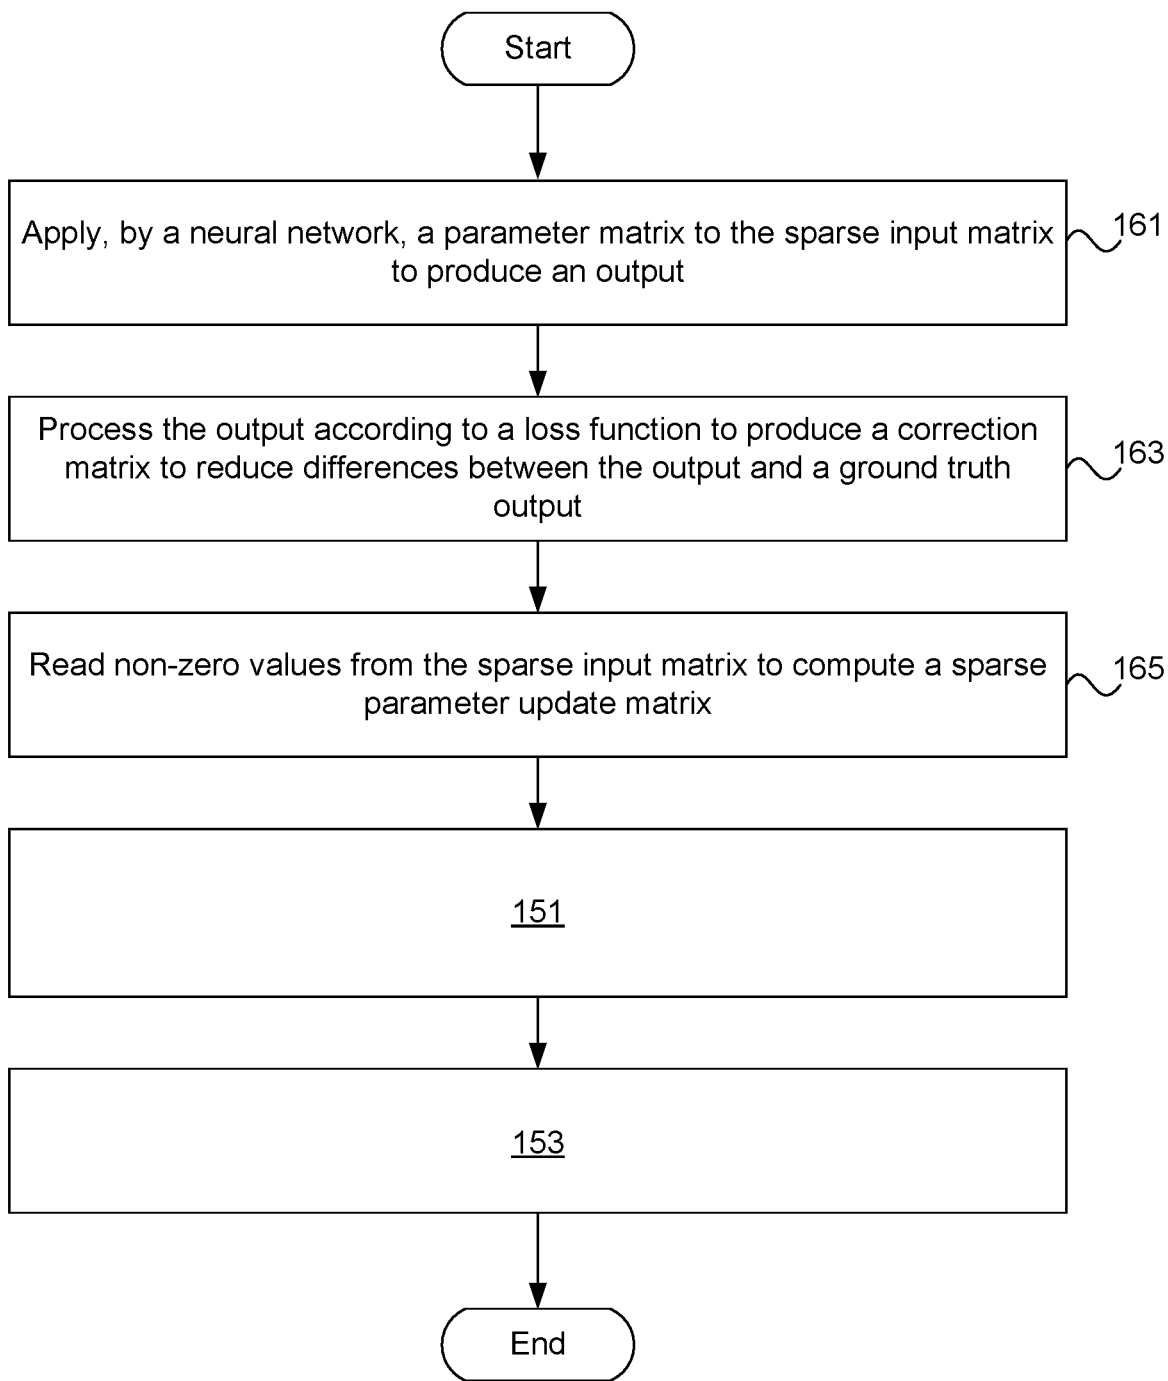 Start
Apply, by a neural network, a parameter matrix to the sparse input matrix
to produce an output
161
Process the output according to a loss function to produce a correction
matrix to reduce differences between the output and a ground truth
output
163
Read non-zero values from the sparse input matrix to compute a sparse
parameter update matrix
165
151
153
End